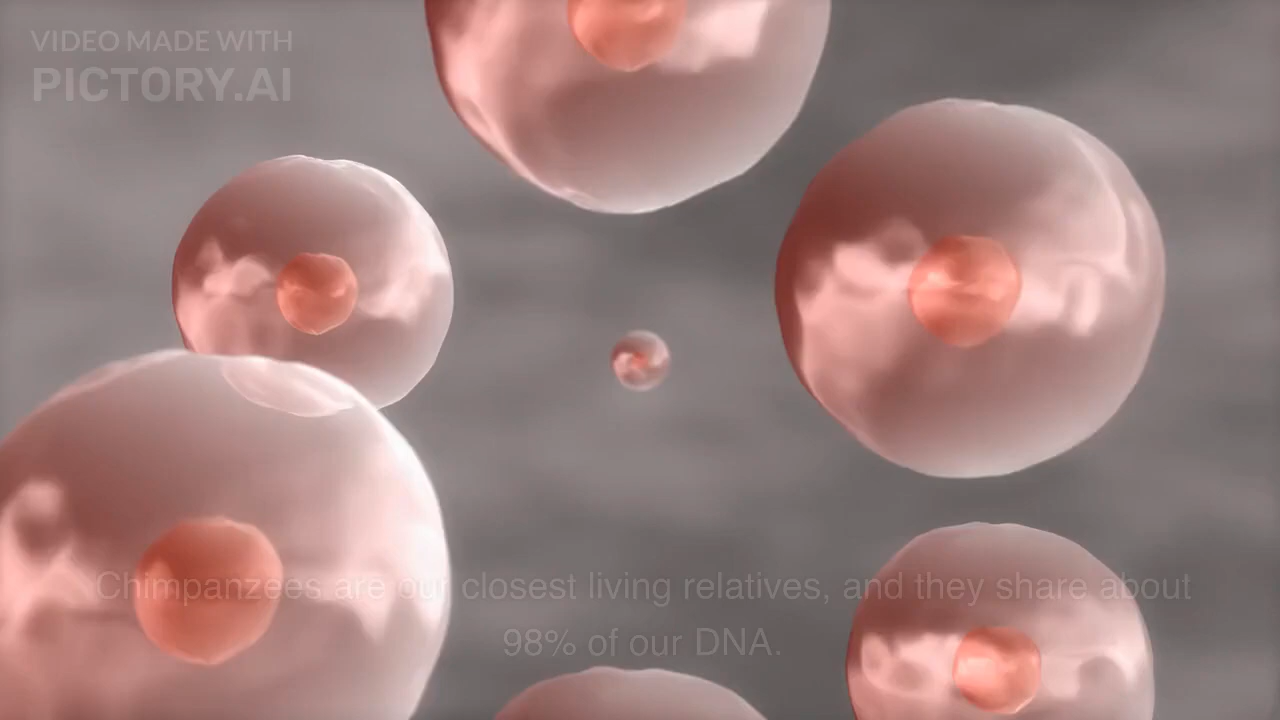 VIDEO MADE WITH
PICTORY.AI
Chimpanzees are our closest living relatives, and they share about
98% of our DNA.